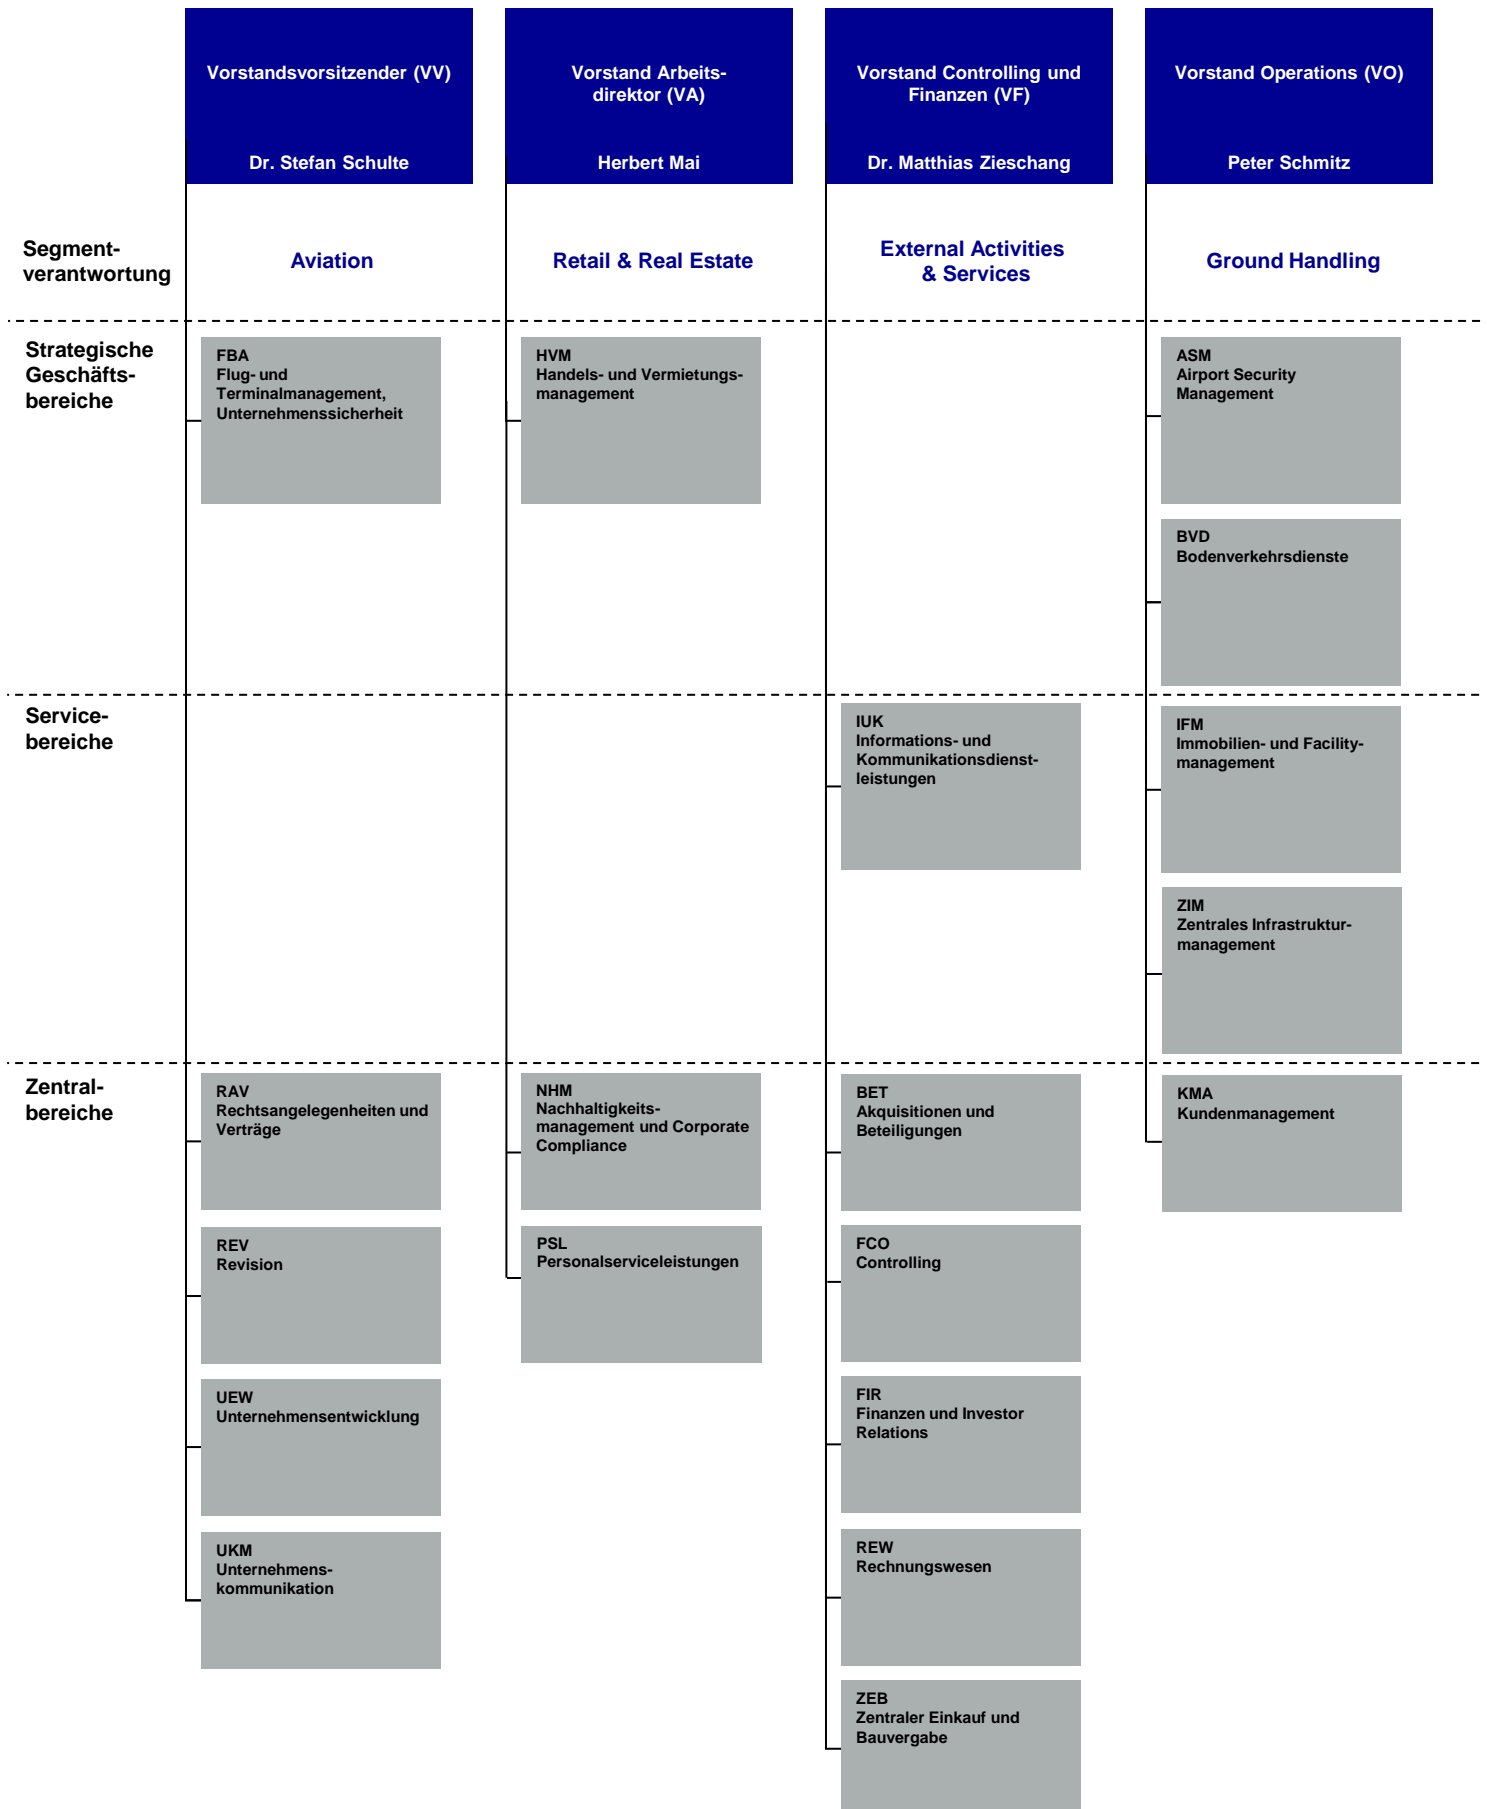 Vorstandsvorsitzender (VV)
Dr. Stefan Schulte
Vorstand Arbeits-
direktor (VA)
Herbert Mai
Vorstand Controlling und
Finanzen (VF)
Dr. Matthias Zieschang
Vorstand Operations (VO)
Peter Schmitz
Segment-
verantwortung
Aviation
Retail & Real Estate
External Activities
& Services
Ground Handling
Strategische
Geschäfts-
bereiche
FBA
Flug- und
Terminalmanagement,
Unternehmenssicherheit
HVM
Handels- und Vermietungs-
management
ASM
Airport Security
Management
BVD
Bodenverkehrsdienste
Service-
bereiche
IUK
Informations- und
Kommunikationsdienst-
leistungen
IFM
Immobilien- und Facility-
management
ZIM
Zentrales Infrastruktur-
management
Zentral-
bereiche
RAV
Rechtsangelegenheiten und
Verträge
REV
Revision
UEW
Unternehmensentwicklung
UKM
Unternehmens-
kommunikation
NHM
Nachhaltigkeits-
management und Corporate
Compliance
PSL
Personalserviceleistungen
BET
Akquisitionen und
Beteiligungen
FCO
Controlling
FIR
Finanzen und Investor
Relations
REW
Rechnungswesen
ZEB
Zentraler Einkauf und
Bauvergabe
KMA
Kundenmanagement